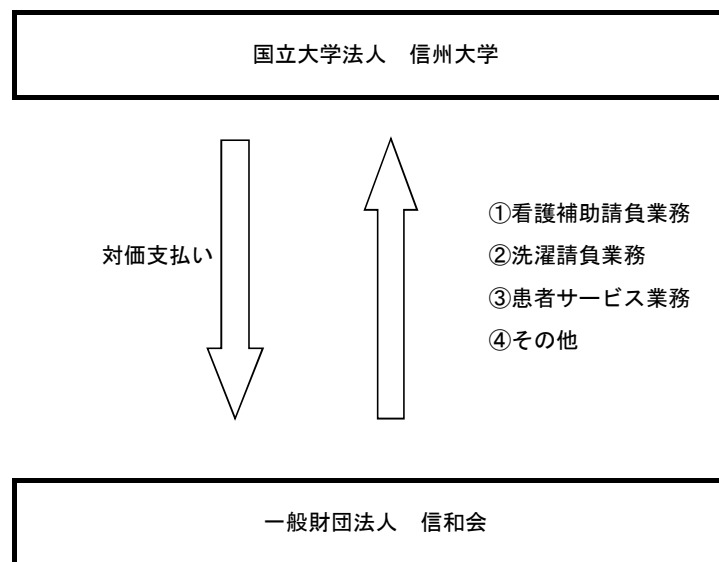 国立大学法人　信州大学
対価支払い
①看護補助請負業務
②洗濯請負業務
③患者サービス業務
④その他
一般財団法人　信和会